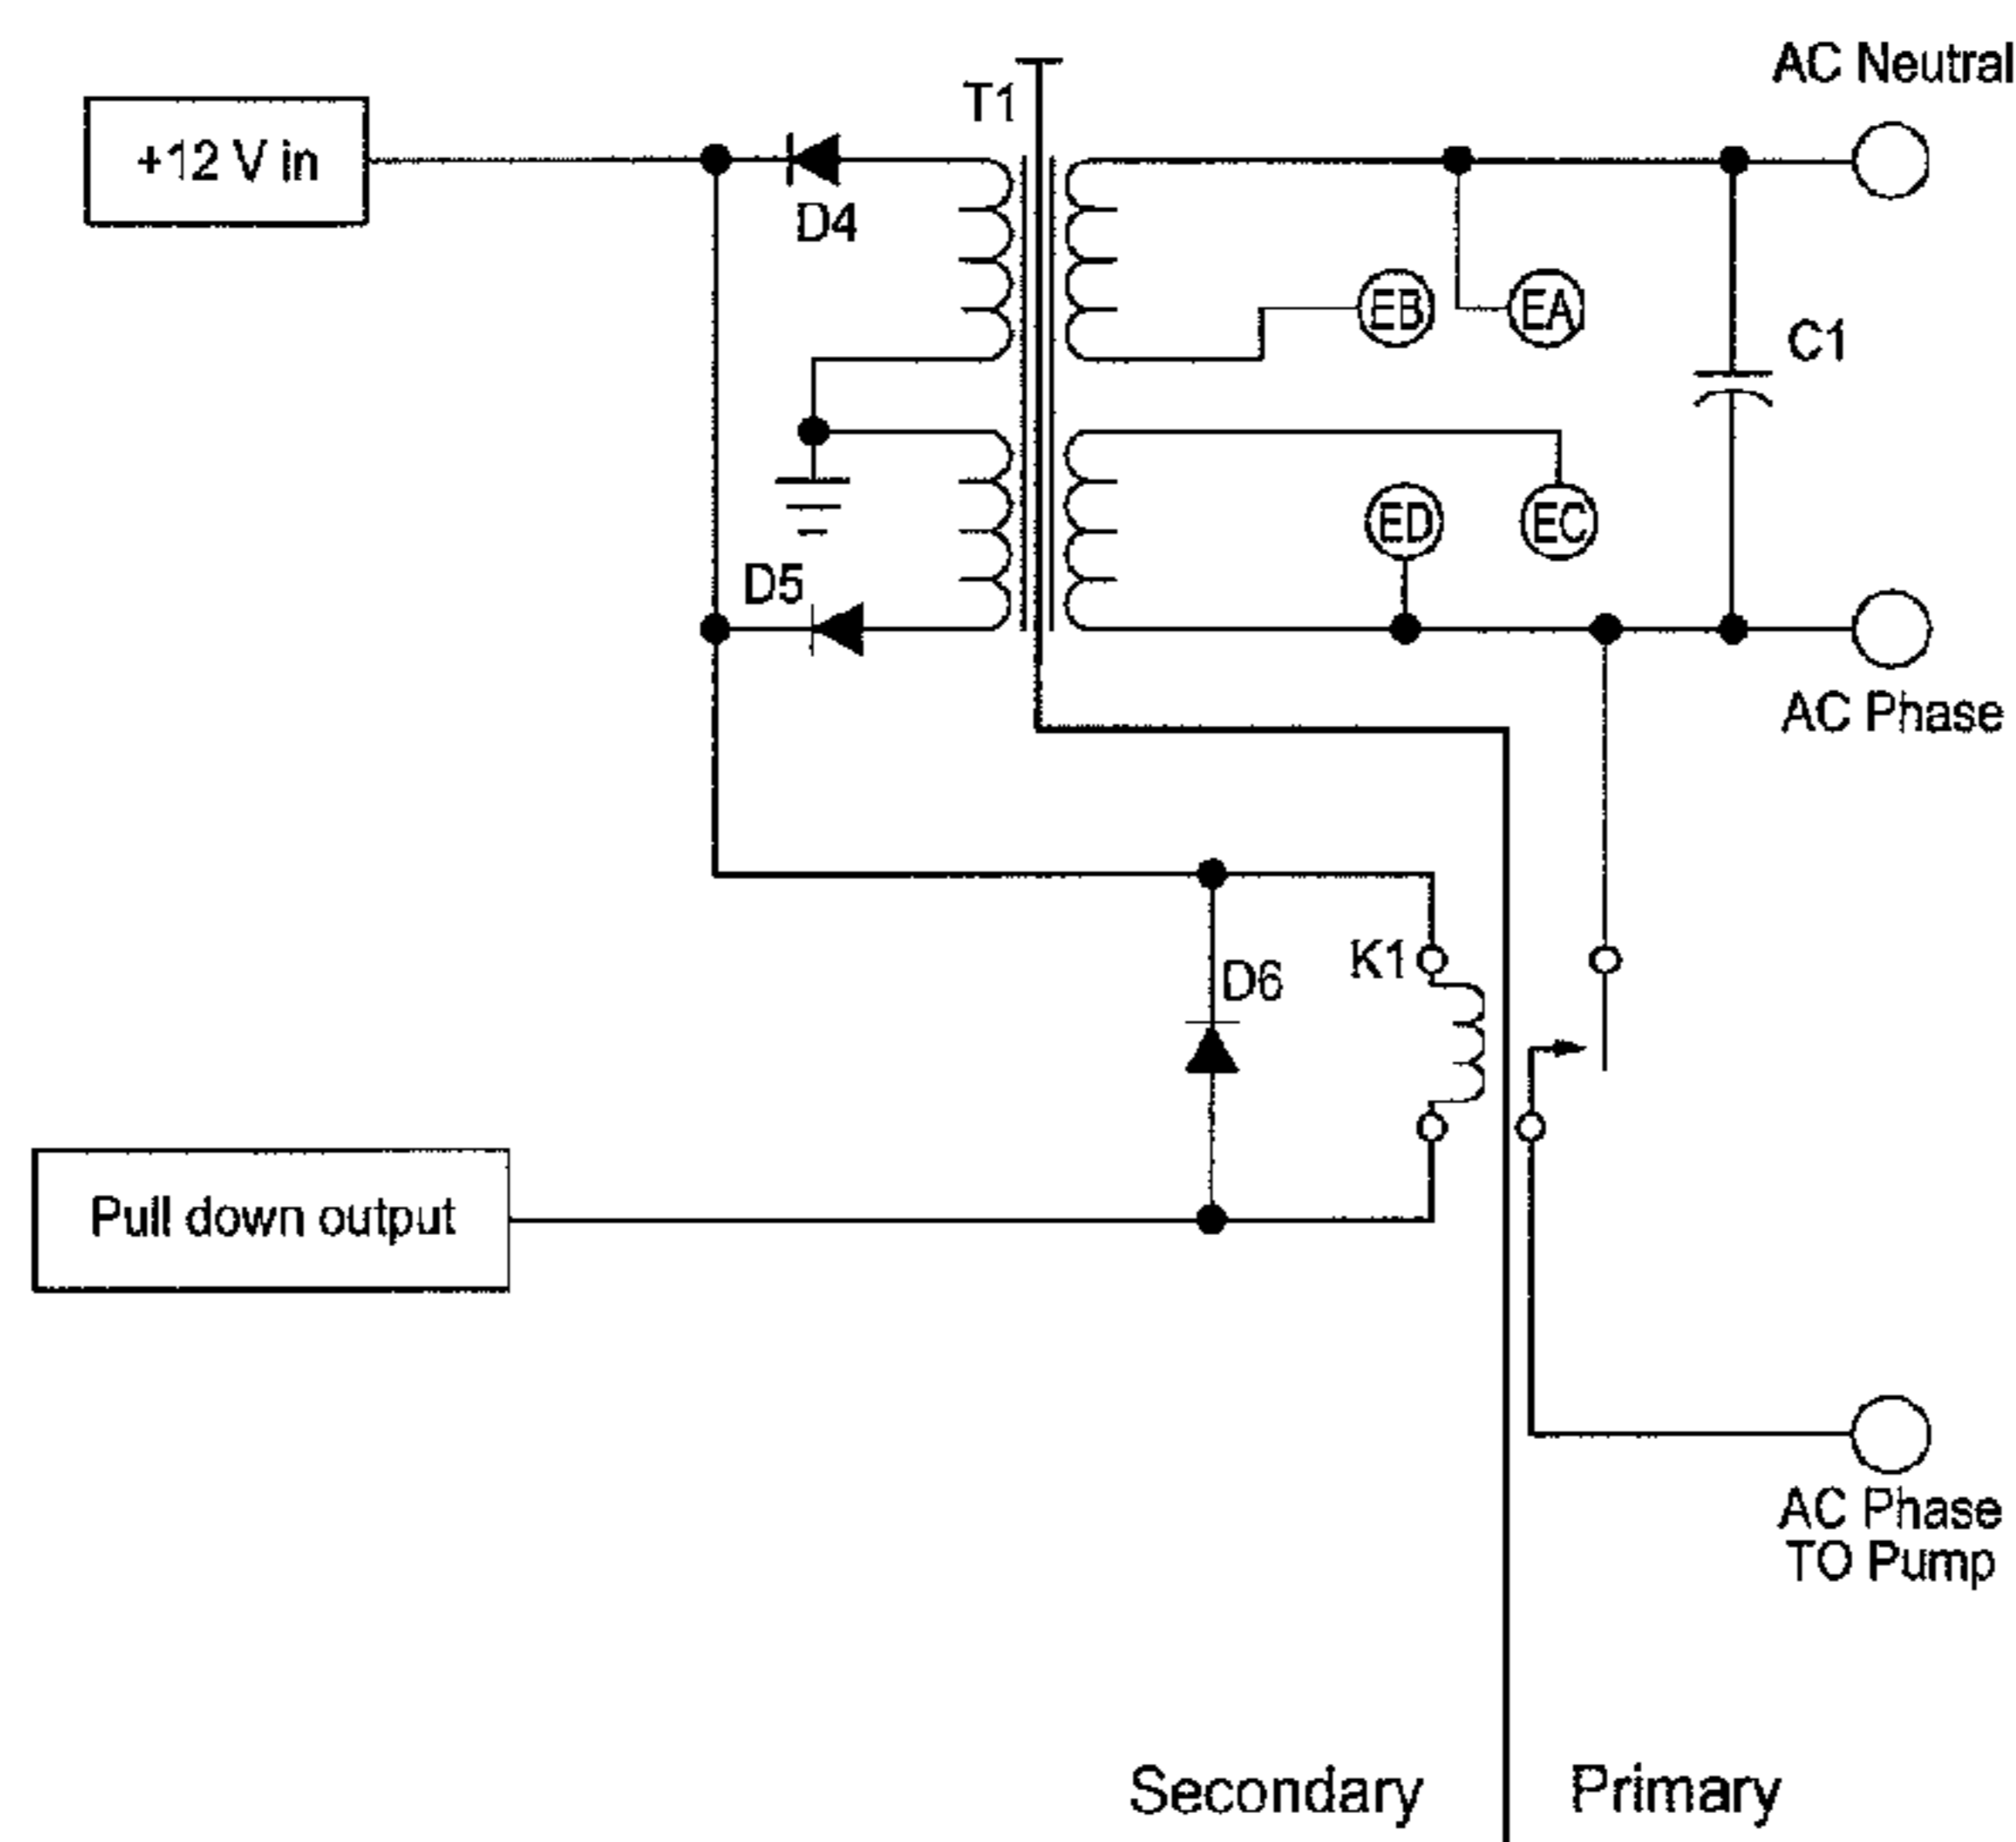 AC Neutral
T1
+12 V in
D4
EB
EA
C1
ED
EC
D5
AC Phase
K1
D6
Pull down output
AC Phase
TO Pump
Secondary
Primary